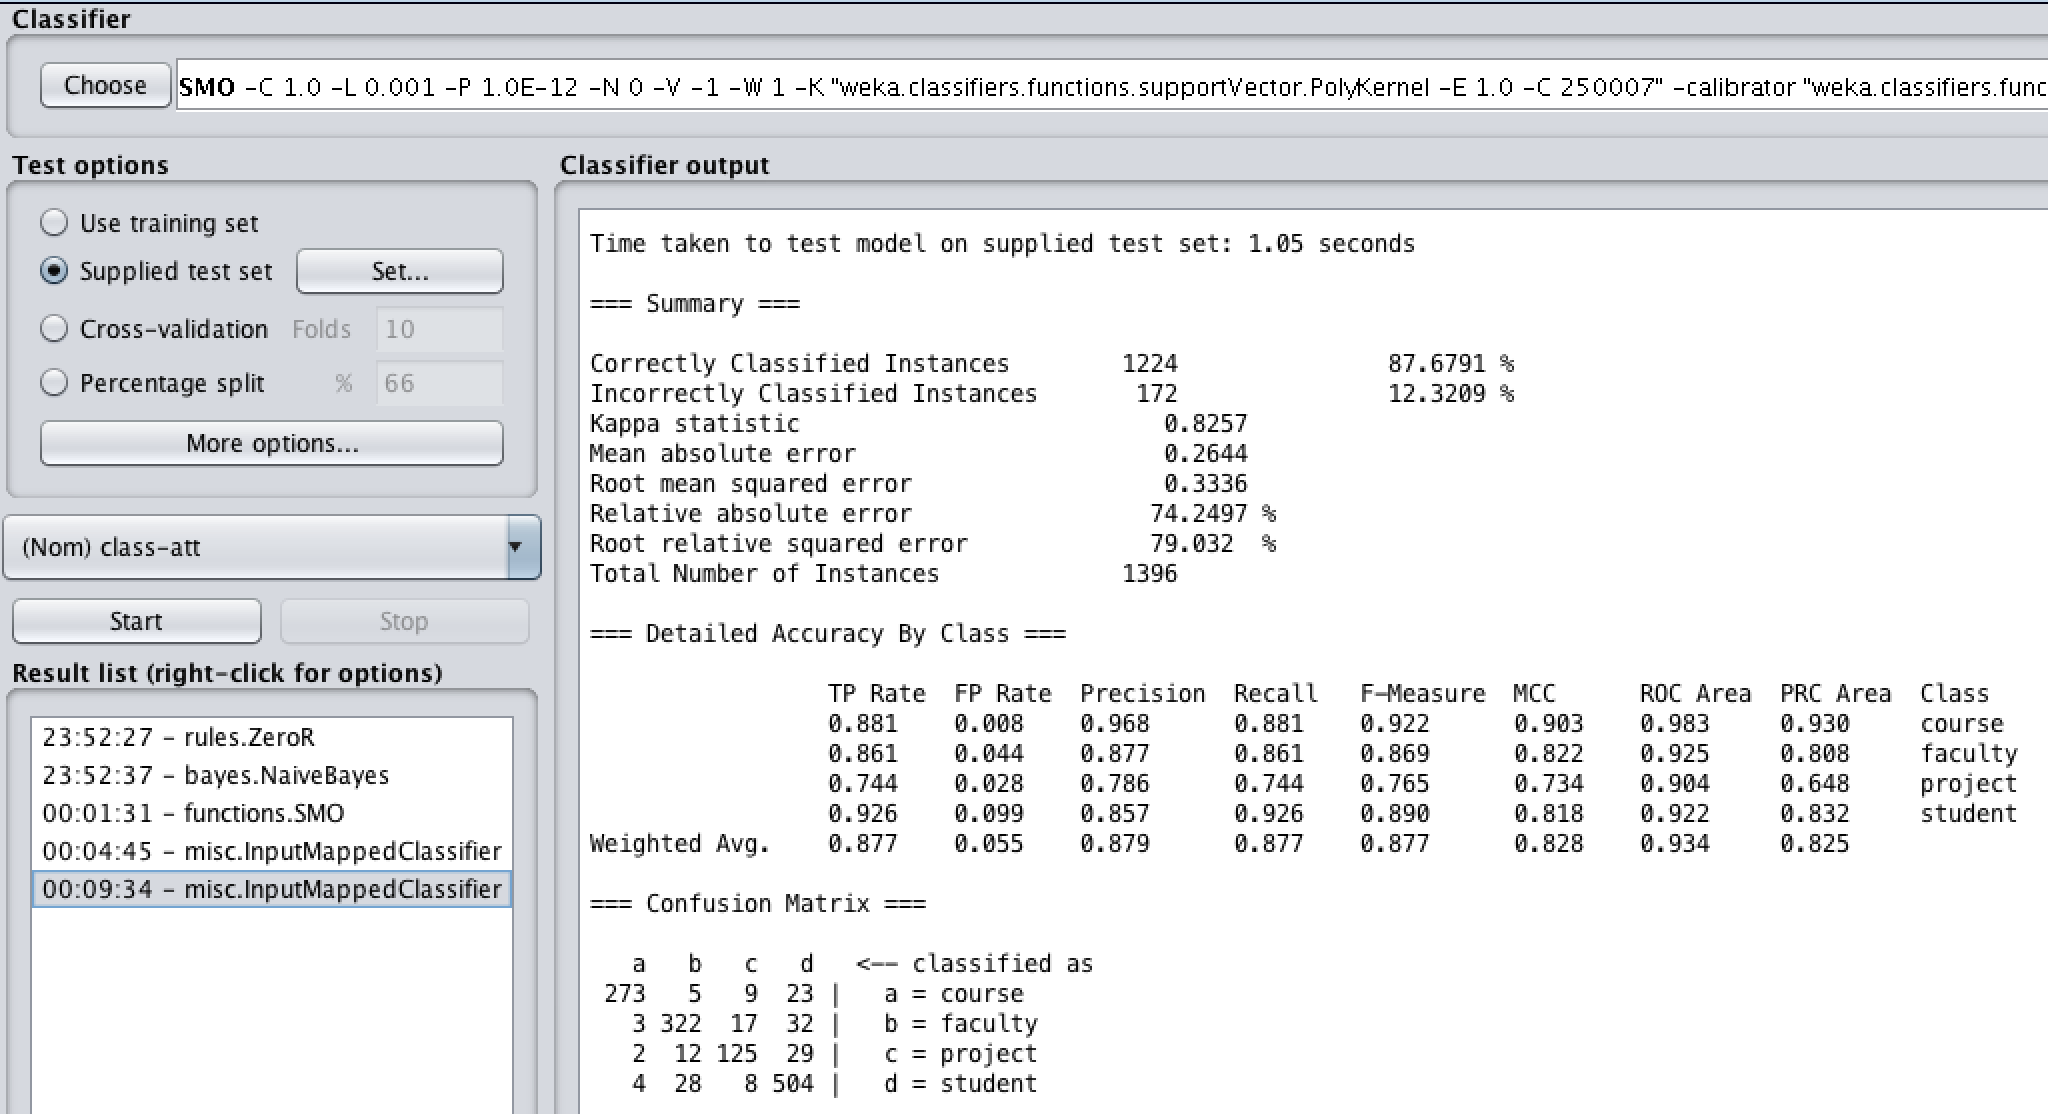 Classifier
Choose SMO -C 1.0 -L 0.001 -P 1.0E-12 -N 0 -V -1 -W 1 -K "weka.classifiers.functions.supportVector.PolyKernel -E 1.0 -C 250007" -calibrator "weka.classifiers.func
Test options
Use training set
Supplied test set Set...
Cross-validation Folds 10
Percentage split % 66
More options...
(Nom) class-att
Start Stop
Result list (right-click for options)
23:52:27 - rules.ZeroR
23:52:37 - bayes.NaiveBayes
00:01:31 - functions.SMO
00:04:45 - misc.InputMappedClassifier
00:09:34 - misc.InputMappedClassifier
Classifier output
Time taken to test model on supplied test set: 1.05 seconds
=== Summary ===
Correctly Classified Instances 1224 87.6791 %
Incorrectly Classified Instances 172 12.3209 %
Kappa statistic 0.8257
Mean absolute error 0.2644
Root mean squared error 0.3336
Relative absolute error 74.2497 %
Root relative squared error 79.032 %
Total Number of Instances 1396
=== Detailed Accuracy By Class ===
TP Rate FP Rate Precision Recall F-Measure MCC ROC Area PRC Area Class
0.881 0.008 0.968 0.881 0.922 0.903 0.983 0.930 course
0.861 0.044 0.877 0.861 0.869 0.822 0.925 0.808 faculty
0.744 0.028 0.786 0.744 0.765 0.734 0.904 0.648 project
0.926 0.099 0.857 0.926 0.890 0.818 0.922 0.832 student
Weighted Avg. 0.877 0.055 0.879 0.877 0.877 0.828 0.934 0.825
=== Confusion Matrix ===
a b c d <-- classified as
273 5 9 23 | a = course
3 322 17 32 | b = faculty
2 12 125 29 | c = project
4 28 8 504 | d = student